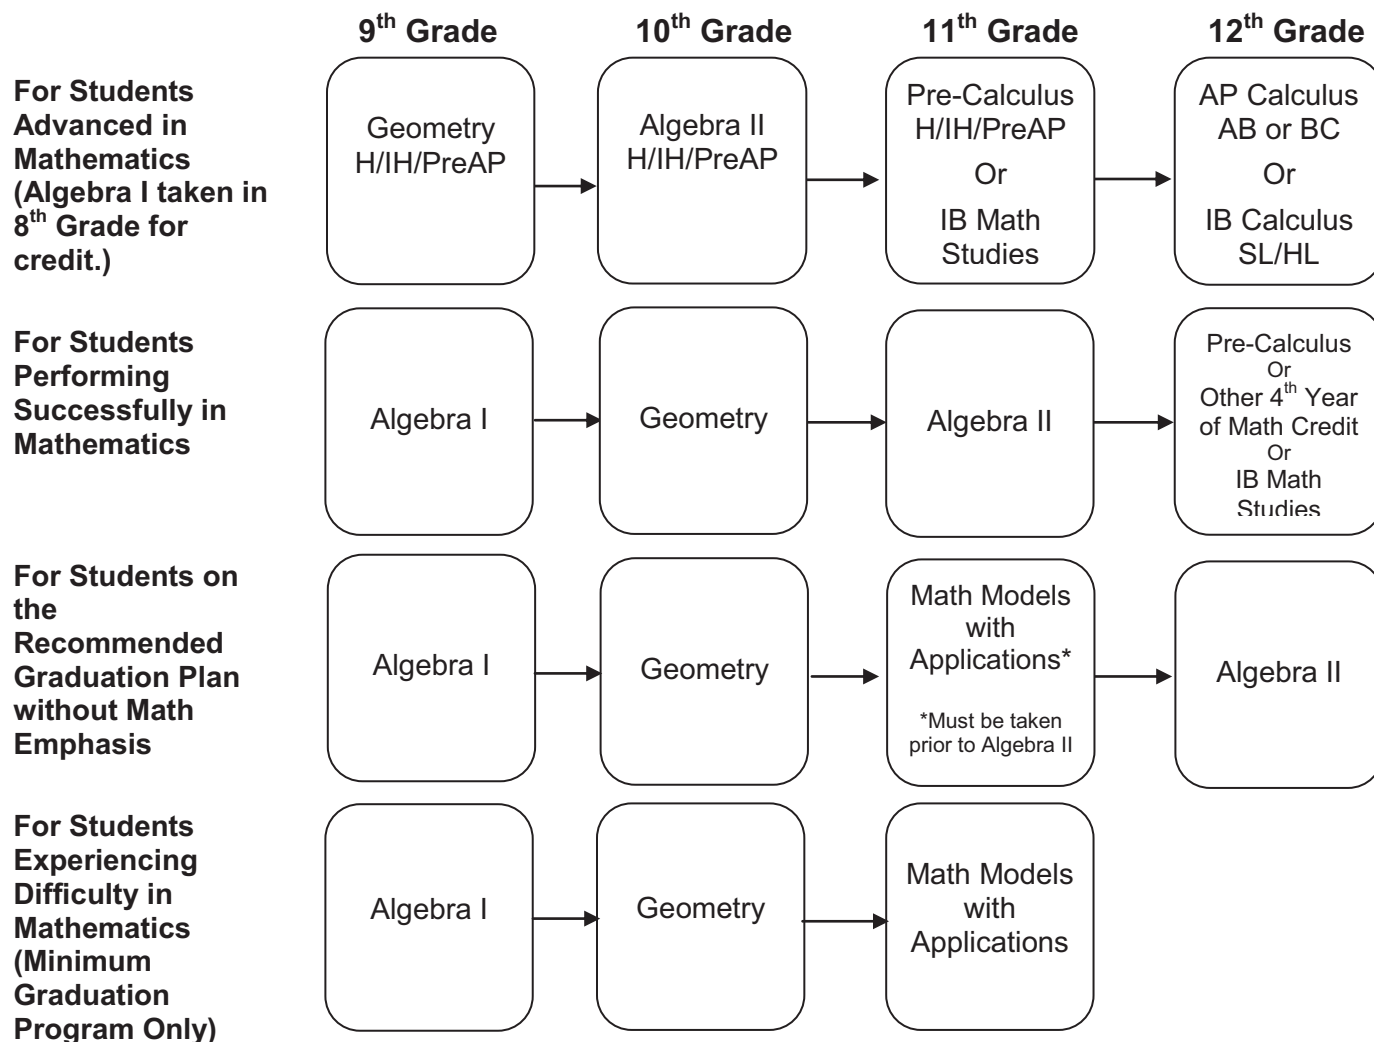 9th Grade
10th Grade
11th Grade
12th Grade
For Students
Advanced in
Mathematics
(Algebra I taken in
8th Grade for
credit.)
Geometry
H/IH/PreAP
Algebra II
H/IH/PreAP
Pre-Calculus
H/IH/PreAP
Or
IB Math
Studies
AP Calculus
AB or BC
Or
IB Calculus
SL/HL
For Students
Performing
Successfully in
Mathematics
Algebra I
Geometry
Algebra II
Pre-Calculus
Or
Other 4th Year
of Math Credit
Or
IB Math
Studies
For Students on
the
Recommended
Graduation Plan
without Math
Emphasis
Algebra I
Geometry
Math Models
with
Applications*
*Must be taken
prior to Algebra II
Algebra II
For Students
Experiencing
Difficulty in
Mathematics
(Minimum
Graduation
Program Only)
Algebra I
Geometry
Math Models
with
Applications